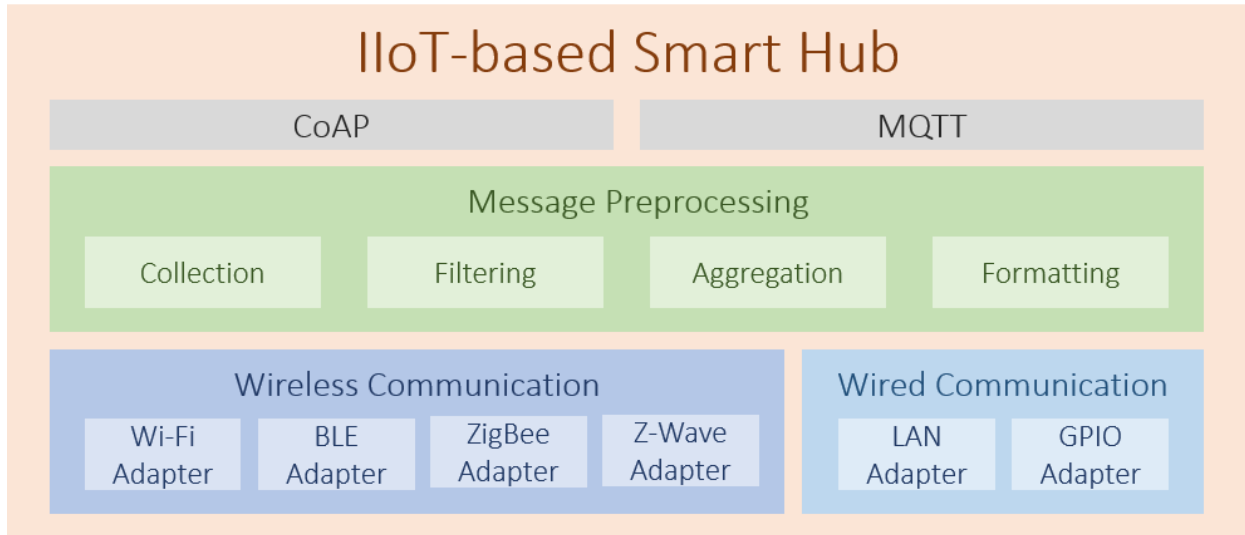 IIoT-based Smart Hub
CoAP
MQTT
Message Preprocessing
Collection
Filtering
Aggregation
Formatting
Wireless Communication
Wi-Fi
Adapter
BLE
Adapter
ZigBee
Adapter
Z-Wave
Adapter
Wired Communication
LAN
Adapter
GPIO
Adapter